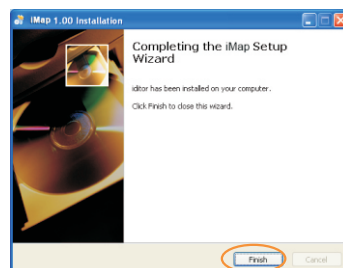 iMap 1.00 Installation
Completing the iMap Setup
Wizard
iditor has been installed on your computer.
Click Finish to close this wizard.
Finish
Cancel